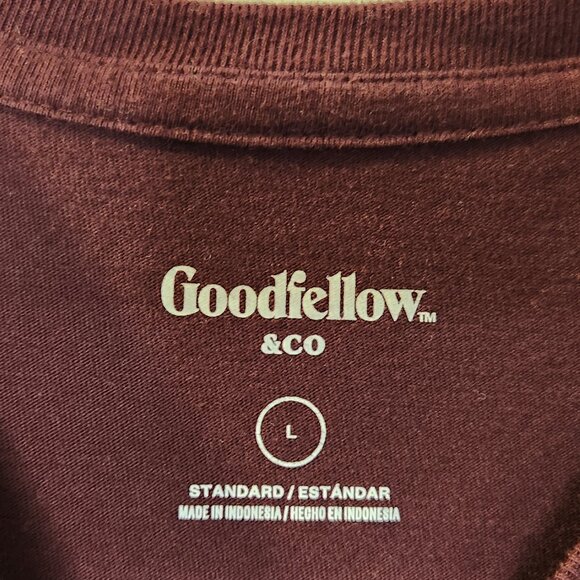 Goodfellow™
&CO
L
STANDARD / ESTÁNDAR
MADE IN INDONESIA / HECHO EN INDONESIA